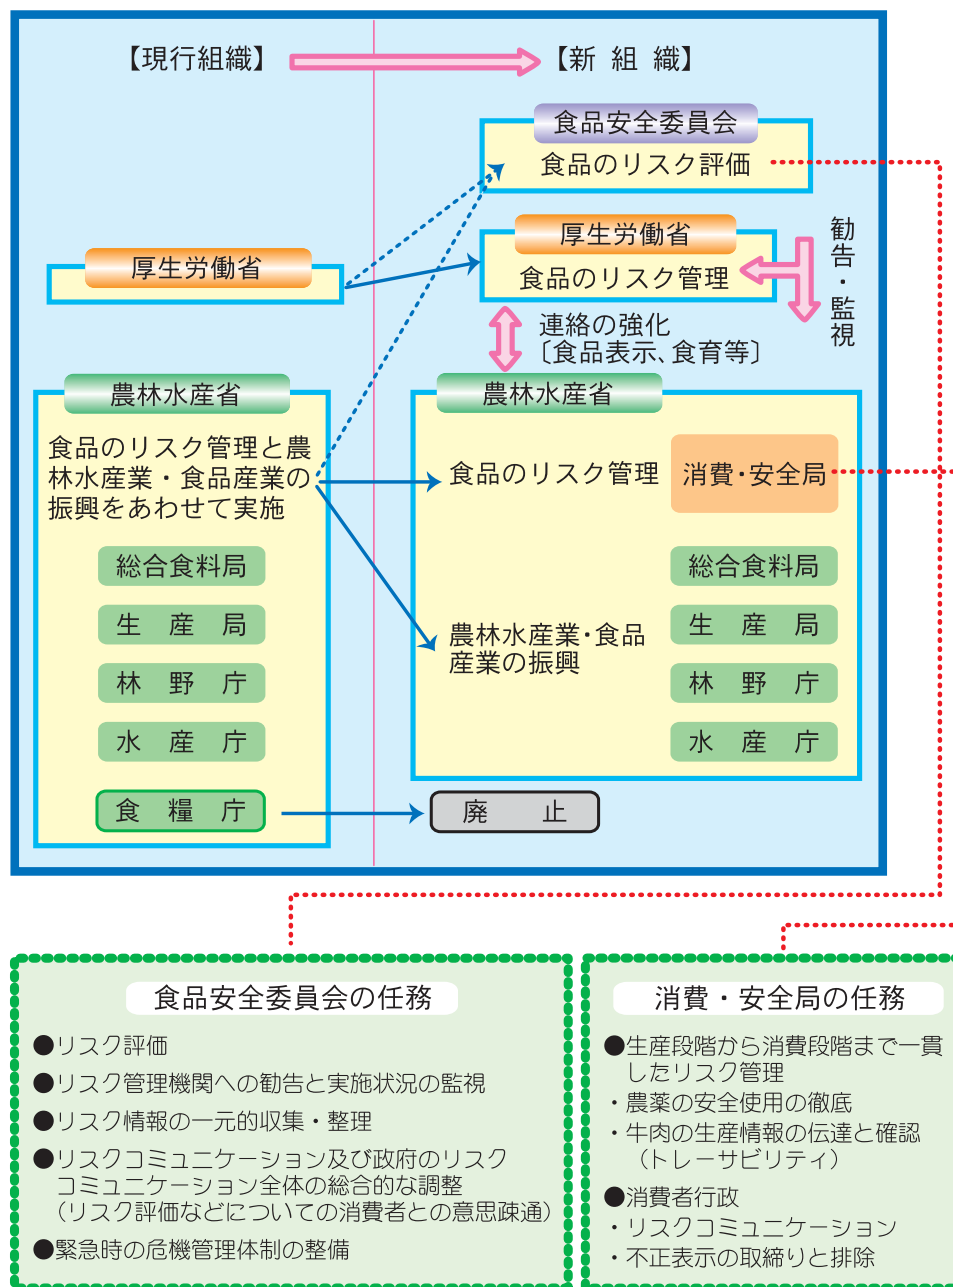 【現行組織】
【新組織】
食品安全委員会
食品のリスク評価
厚生労働省
厚生労働省
食品のリスク管理
勧告・監視
連絡の強化
〔食品表示、食育等〕
農林水産省
食品のリスク管理と農
林水産業・食品産業の
振興をあわせて実施
総合食料局
生産局
林野庁
水産庁
食糧庁
農林水産省
食品のリスク管理
消費・安全局
農林水産業・食品
産業の振興
総合食料局
生産局
林野庁
水産庁
廃止
食品安全委員会の任務
●リスク評価
●リスク管理機関への勧告と実施状況の監視
●リスク情報の一元的収集・整理
●リスクコミュニケーション及び政府のリスク
コミュニケーション全体の総合的な調整
（リスク評価などについての消費者との意思疎通）
●緊急時の危機管理体制の整備
消費・安全局の任務
●生産段階から消費段階まで一貫
したリスク管理
・農薬の安全使用の徹底
・牛肉の生産情報の伝達と確認
（トレーサビリティ）
●消費者行政
・リスクコミュニケーション
・不正表示の取締りと排除